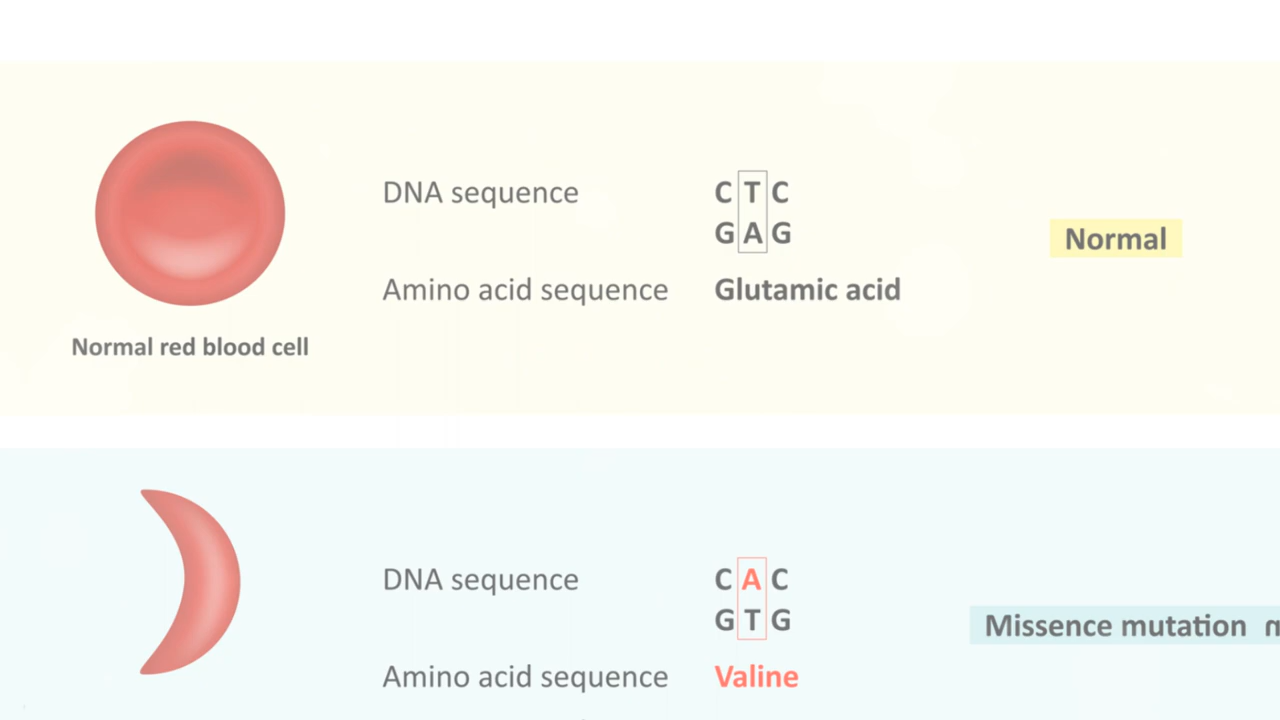 DNA sequence C T C
G A G
Normal
Amino acid sequence Glutamic acid
Normal red blood cell
DNA sequence C A C
G T G
Missence mutation
Amino acid sequence Valine